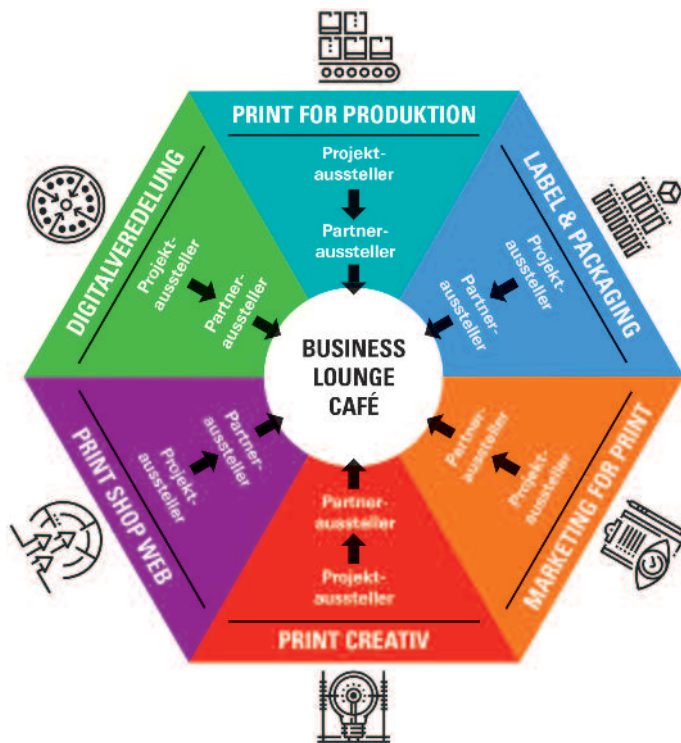 PRINT FOR PRODUKTION
Projekt-
aussteller
Partner-
aussteller
LABEL & PACKAGING
Projekt-
aussteller
Partner-
aussteller
MARKETING FOR PRINT
Projekt-
aussteller
Partner-
aussteller
PRINT CREATIV
Projekt-
aussteller
Partner-
aussteller
PRINT SHOP WEB
Projekt-
aussteller
Partner-
aussteller
DIGITALVEREDELUNG
Projekt-
aussteller
Partner-
aussteller
BUSINESS
LOUNGE
CAFÉ